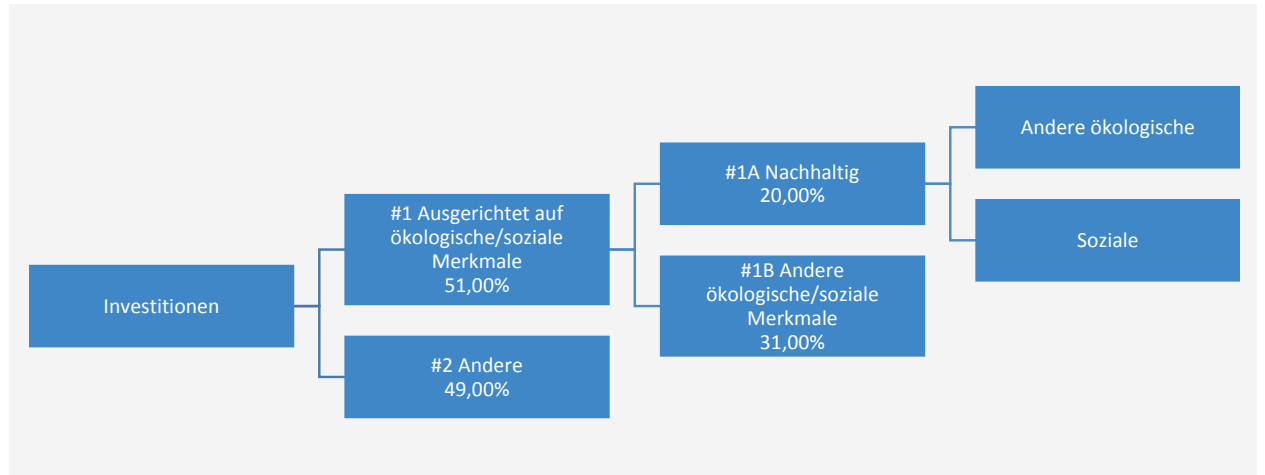 Investitionen
#1 Ausgerichtet auf
ökologische/soziale
Merkmale
51,00%
#2 Andere
49,00%
#1A Nachhaltig
20,00%
#1B Andere
ökologische/soziale
Merkmale
31,00%
Andere ökologische
Soziale